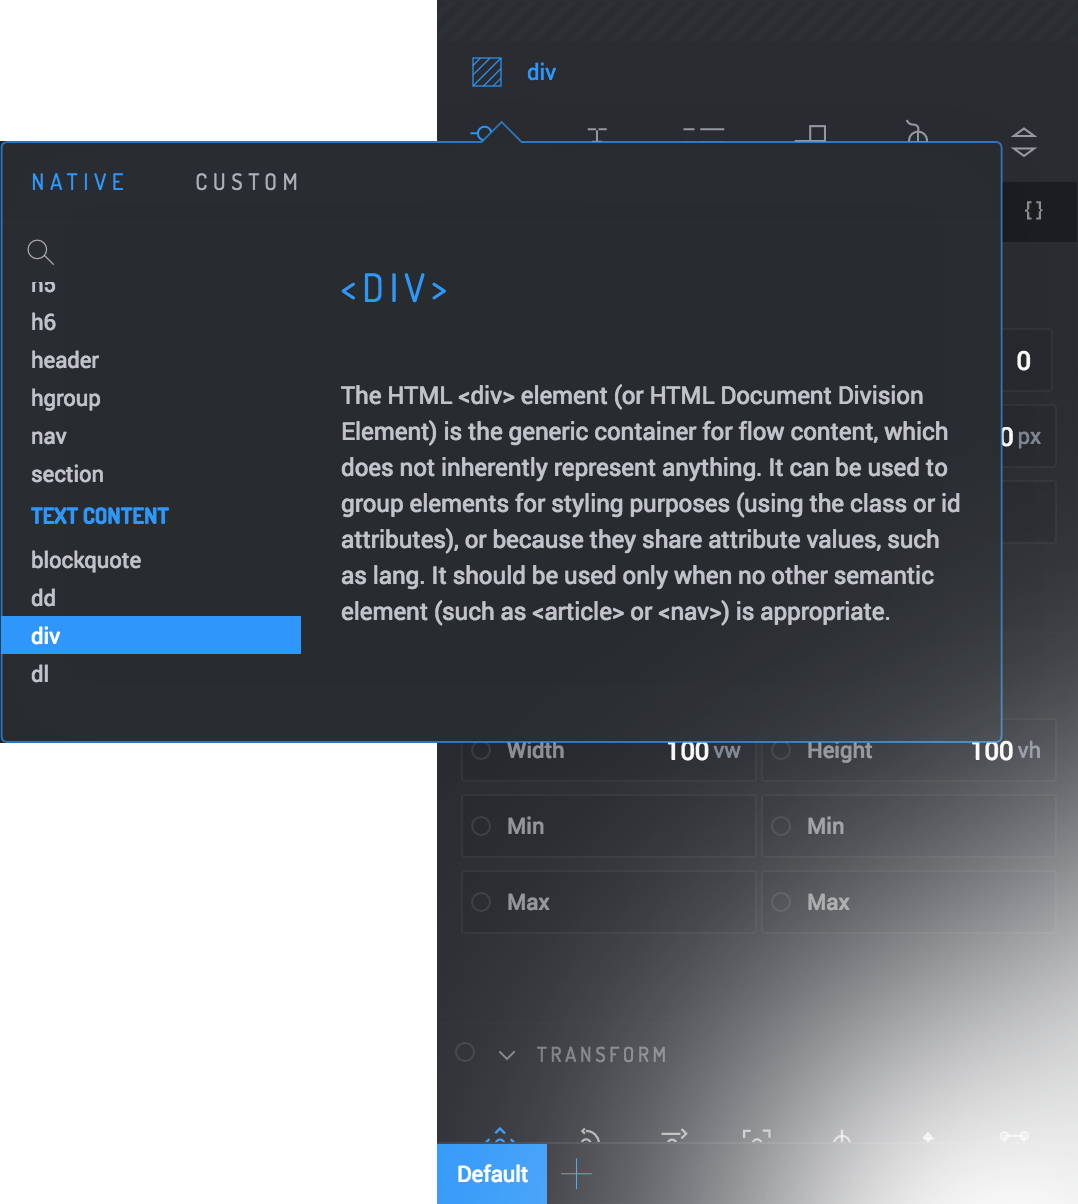 div
NATIVE CUSTOM
{}
<DIV>
h5
h6
header
hgroup
nav
section
TEXT CONTENT
blockquote
dd
div
dl
The HTML <div> element (or HTML Document Division
Element) is the generic container for flow content, which
does not inherently represent anything. It can be used to
group elements for styling purposes (using the class or id
attributes), or because they share attribute values, such
as lang. It should be used only when no other semantic
element (such as <article> or <nav>) is appropriate.
0
0 px
Width 100 vw Height 100 vh
Min Min
Max Max
TRANSFORM
Default